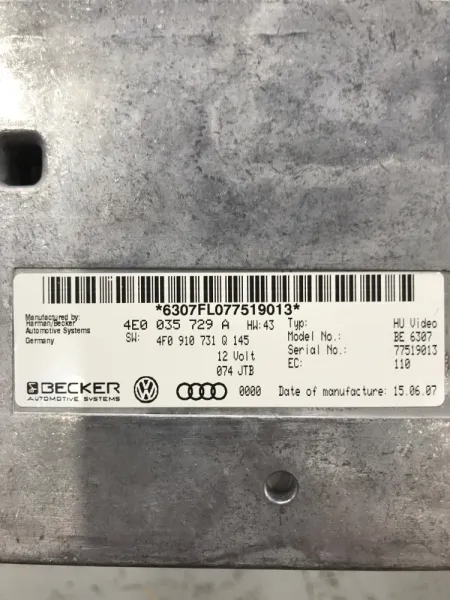 *6307FL077519013*
Manufactured by:
Harman/Becker
Automotive Systems
Germany
4E0 035 729 A HW:43
SW: 4F0 910 731 Q 145
12 Volt
074 JTB
Typ: HU Video
Model No.: BE 6307
Serial No.: 77519013
EC: 110
BECKER
AUTOMOTIVE SYSTEMS
0000 Date of manufacture: 15.06.07